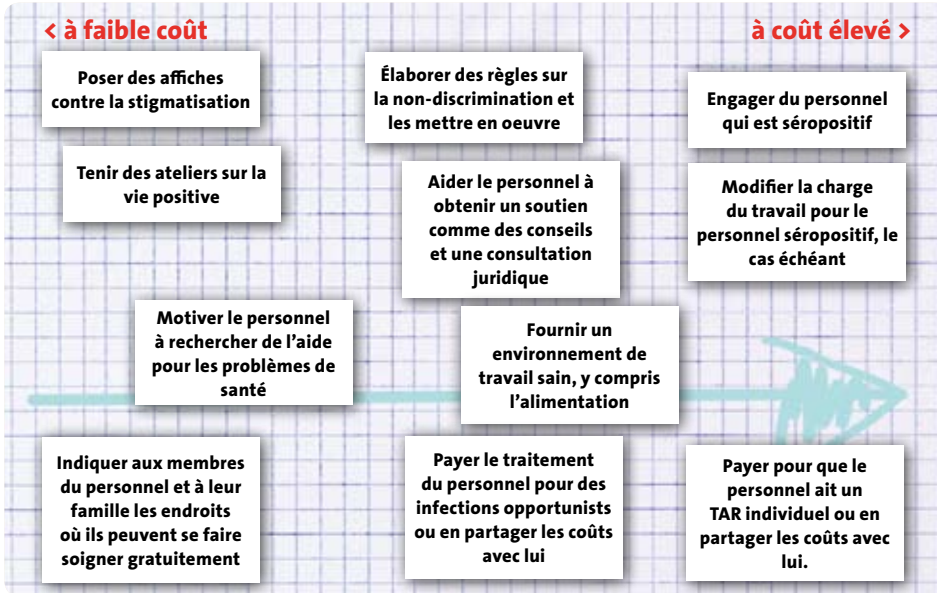 < à faible coût
à coût élevé >
Poser des affiches
contre la stigmatisation
Élaborer des règles sur
la non-discrimination et
les mettre en oeuvre
Engager du personnel
qui est séropositif
Tenir des ateliers sur la
vie positive
Aider le personnel à
obtenir un soutien
comme des conseils
et une consultation
juridique
Modifier la charge
du travail pour le
personnel séropositif, le
cas échéant
Motiver le personnel
à rechercher de l’aide
pour les problèmes de
santé
Fournir un
environnement de
travail sain, y compris
l’alimentation
Indiquer aux membres
du personnel et à leur
famille les endroits
où ils peuvent se faire
soigner gratuitement
Payer le traitement
du personnel pour des
infections opportunists
ou en partager les coûts
avec lui
Payer pour que le
personnel ait un
TAR individuel ou en
partager les coûts avec
lui.